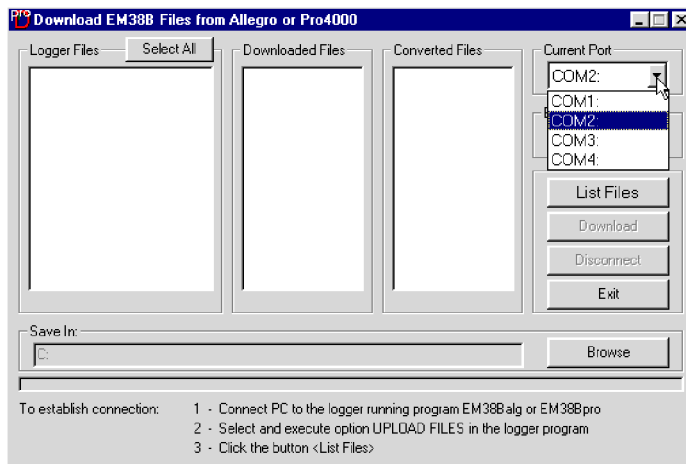 Pro Download EM38B Files from Allegro or Pro4000
Logger Files Select All Downloaded Files Converted Files Current Port
COM2:
COM1:
COM2:
COM3:
COM4:
List Files
Download
Disconnect
Exit
Save In:
C: Browse
To establish connection: 1 - Connect PC to the logger running program EM38Balg or EM38Bpro
2 - Select and execute option UPLOAD FILES in the logger program
3 - Click the button <List Files>